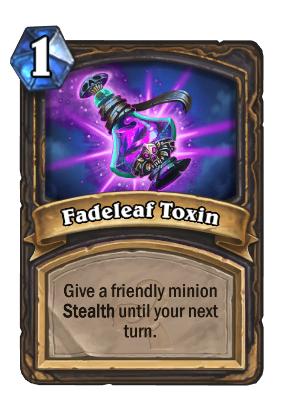 1
Fadeleaf Toxin
Give a friendly minion
Stealth until your next
turn.